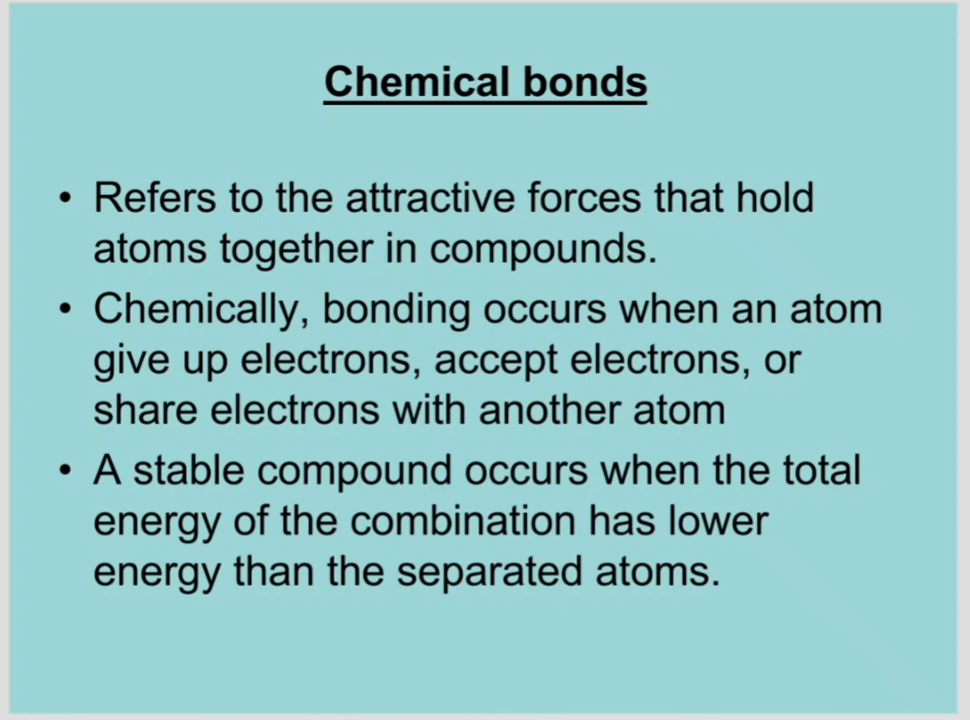 Chemical bonds
• Refers to the attractive forces that hold
atoms together in compounds.
• Chemically, bonding occurs when an atom
give up electrons, accept electrons, or
share electrons with another atom
• A stable compound occurs when the total
energy of the combination has lower
energy than the separated atoms.